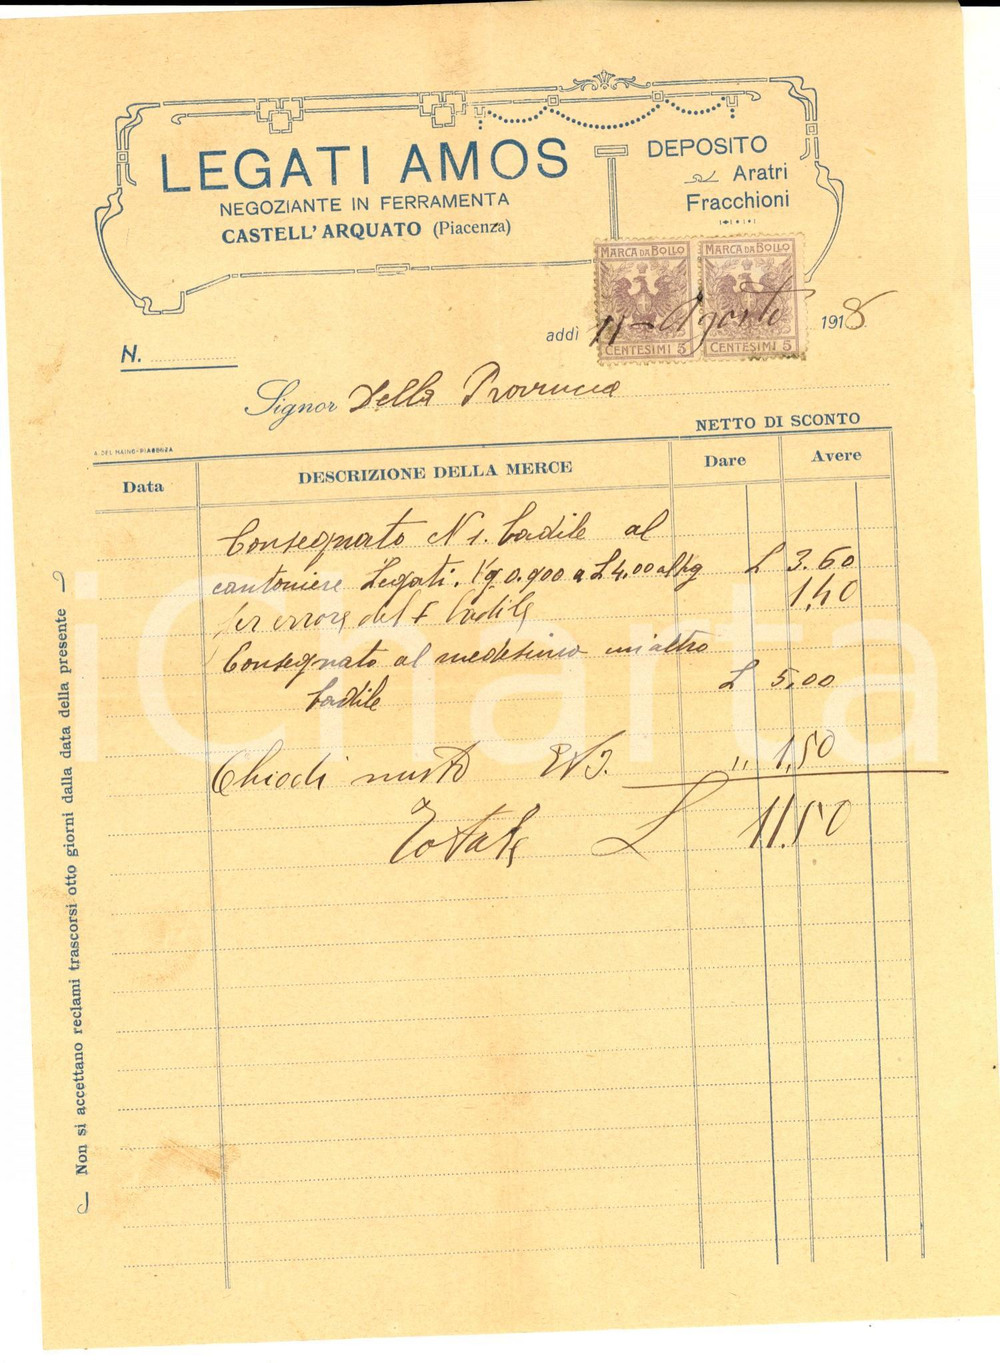 LEGATI AMOS
NEGOZIANTE IN FERRAMENTA
CASTELL'ARQUATO (Piacenza)
DEPOSITO
Aratri
Fracchioni
MARCA DA BOLLO MARCA DA BOLLO
CENTESIMI 5 CENTESIMI 5
addì 11 - Agosto 1918
N.
Signor Della Provincia
NETTO DI SCONTO
A. DEL MAINO - PIACENZA
Data DESCRIZIONE DELLA MERCE Dare Avere
Consegnato N 1. badile al
cantoniere Legati. Kg 0.900 a £ 4,00 al Kg £ 3.60
per errore del badile 1,40
Consegnato al medesimo un'altro
badile £ 5,00
Chiodi " 1,50
Totale £ 11.50
Non si accettano reclami trascorsi otto giorni dalla data della presente
iCharta